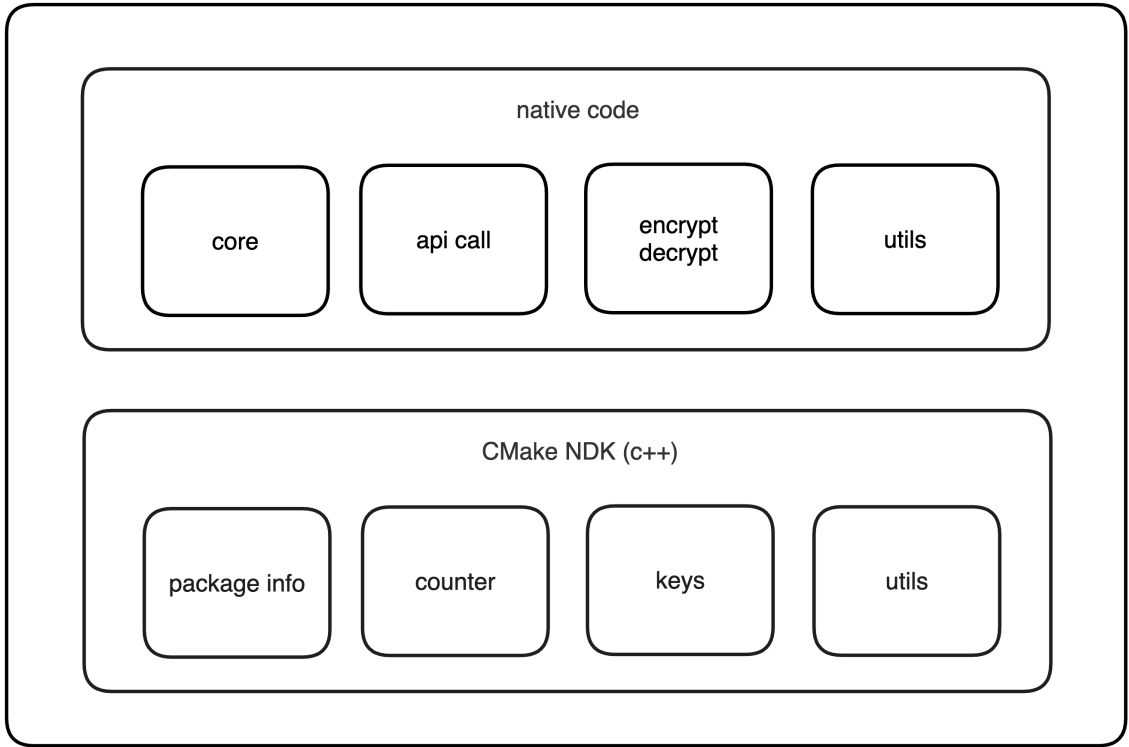 native code
core
api call
encrypt
decrypt
utils
CMake NDK (c++)
package info
counter
keys
utils